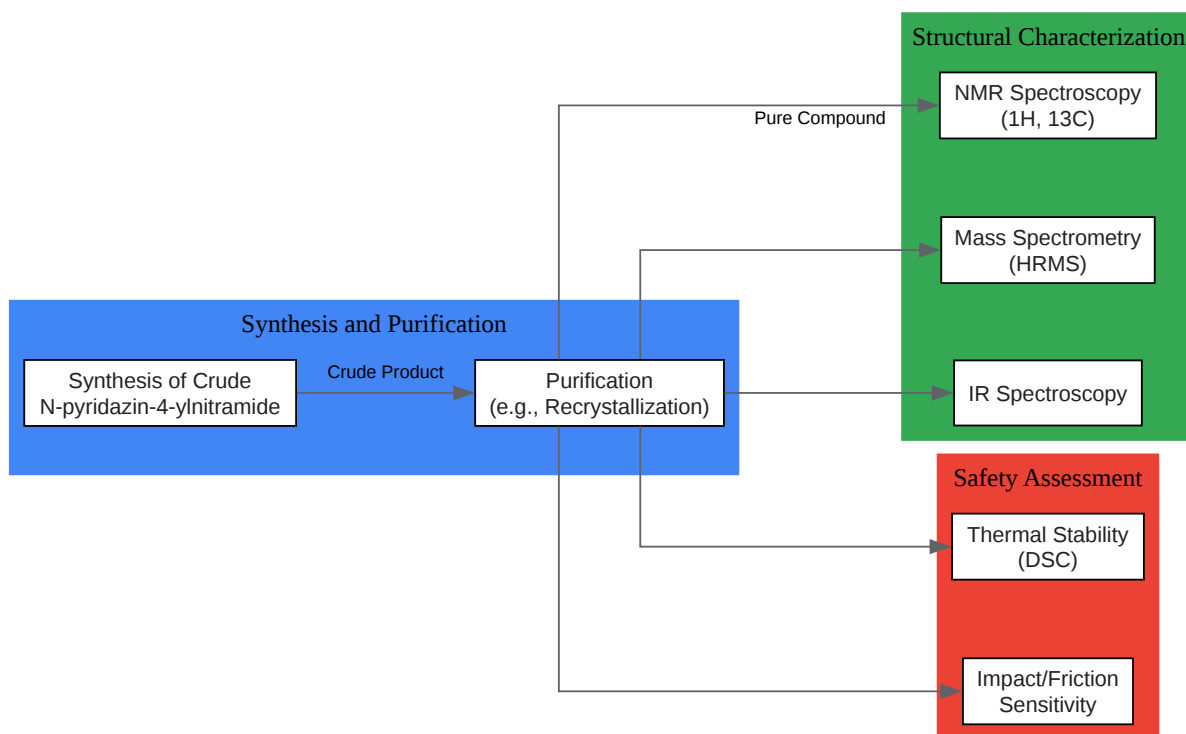 Structural Characterization
NMR Spectroscopy
(1H, 13C)
Pure Compound
Mass Spectrometry
(HRMS)
Synthesis and Purification
Synthesis of Crude
N-pyridazin-4-ylnitramide
Crude Product
Purification
(e.g., Recrystallization)
IR Spectroscopy
Safety Assessment
Thermal Stability
(DSC)
Impact/Friction
Sensitivity